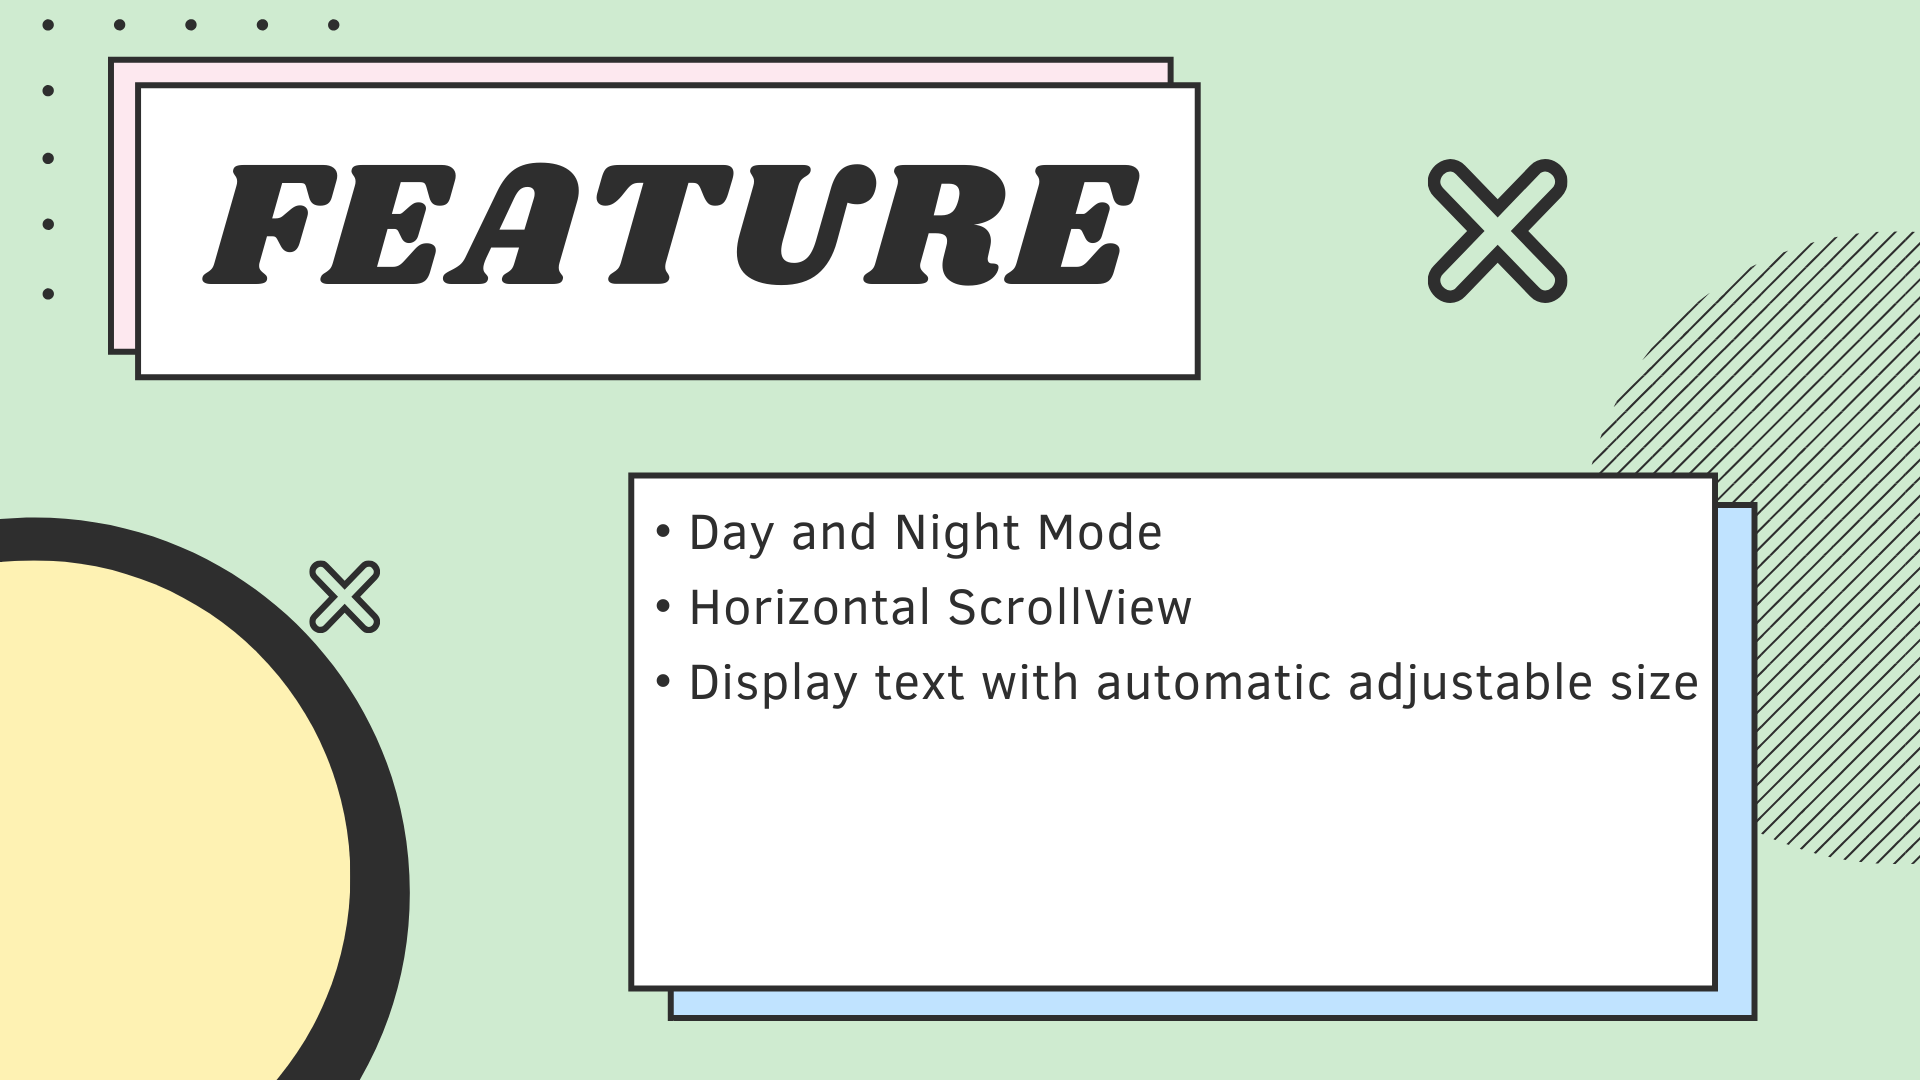 FEATURE
• Day and Night Mode
• Horizontal ScrollView
• Display text with automatic adjustable size